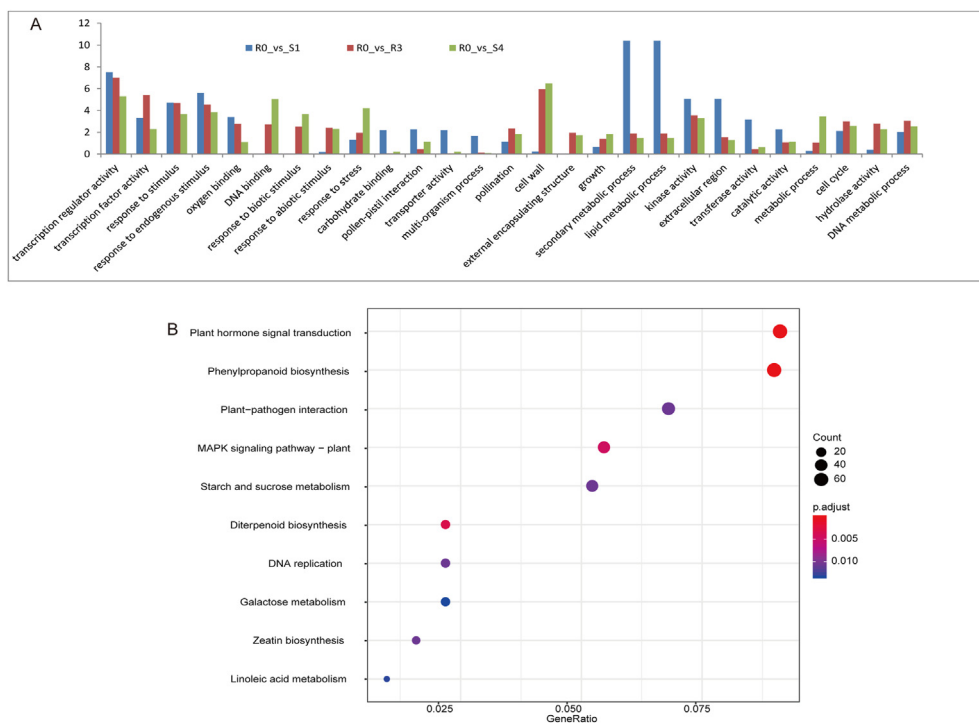 A
12
10
8
6
4
2
0
R0_vs_S1 R0_vs_R3 R0_vs_S4
transcription regulator activity
transcription factor activity
response to stimulus
response to endogenous stimulus
oxygen binding
DNA binding
response to biotic stimulus
response to abiotic stimulus
response to stress
carbohydrate binding
pollen-pistil interaction
transporter activity
multi-organism process
pollination
cell wall
external encapsulating structure
growth
secondary metabolic process
lipid metabolic process
kinase activity
extracellular region
transferase activity
catalytic activity
metabolic process
cell cycle
hydrolase activity
DNA metabolic process
B
Plant hormone signal transduction
Phenylpropanoid biosynthesis
Plant−pathogen interaction
MAPK signaling pathway − plant
Starch and sucrose metabolism
Diterpenoid biosynthesis
DNA replication
Galactose metabolism
Zeatin biosynthesis
Linoleic acid metabolism
0.025 0.050 0.075
GeneRatio
Count
20
40
60
p.adjust
0.005
0.010